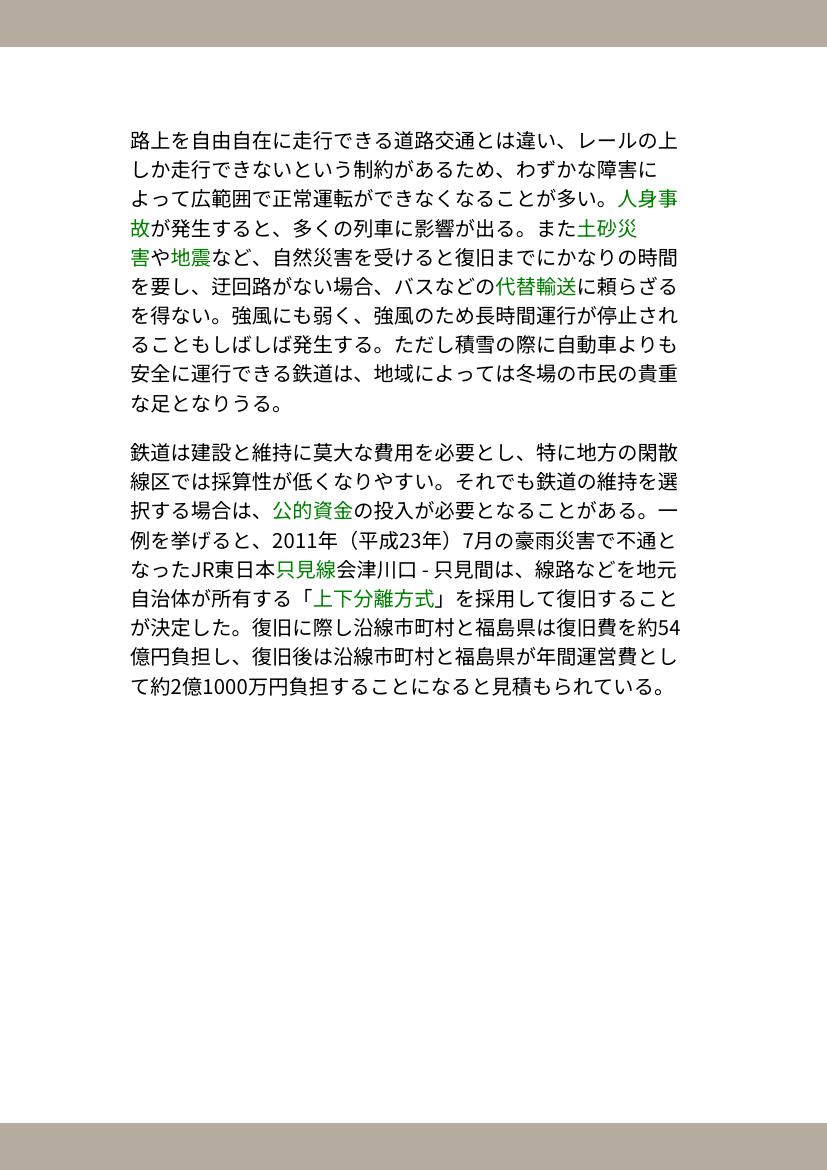 路上を自由自在に走行できる道路交通とは違い、レールの上
しか走行できないという制約があるため、わずかな障害に
よって広範囲で正常運転ができなくなることが多い。人身事
故が発生すると、多くの列車に影響が出る。また土砂災
害や地震など、自然災害を受けると復旧までにかなりの時間
を要し、迂回路がない場合、バスなどの代替輸送に頼らざる
を得ない。強風にも弱く、強風のため長時間運行が停止され
ることもしばしば発生する。ただし積雪の際に自動車よりも
安全に運行できる鉄道は、地域によっては冬場の市民の貴重
な足となりうる。
鉄道は建設と維持に莫大な費用を必要とし、特に地方の閑散
線区では採算性が低くなりやすい。それでも鉄道の維持を選
択する場合は、公的資金の投入が必要となることがある。一
例を挙げると、2011年（平成23年）7月の豪雨災害で不通と
なったJR東日本只見線会津川口 - 只見間は、線路などを地元
自治体が所有する「上下分離方式」を採用して復旧すること
が決定した。復旧に際し沿線市町村と福島県は復旧費を約54
億円負担し、復旧後は沿線市町村と福島県が年間運営費とし
て約2億1000万円負担することになると見積もられている。